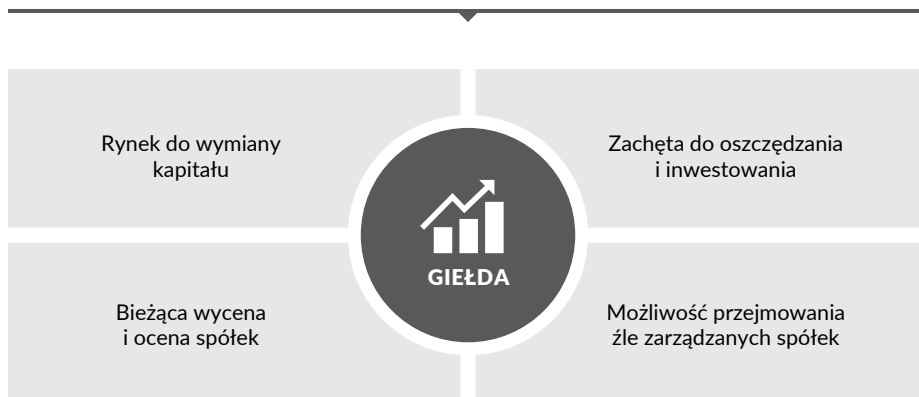 Rynek do wymiany
kapitału
Zachęta do oszczędzania
i inwestowania
GIEŁDA
Bieżąca wycena
i ocena spółek
Możliwość przejmowania
źle zarządzanych spółek